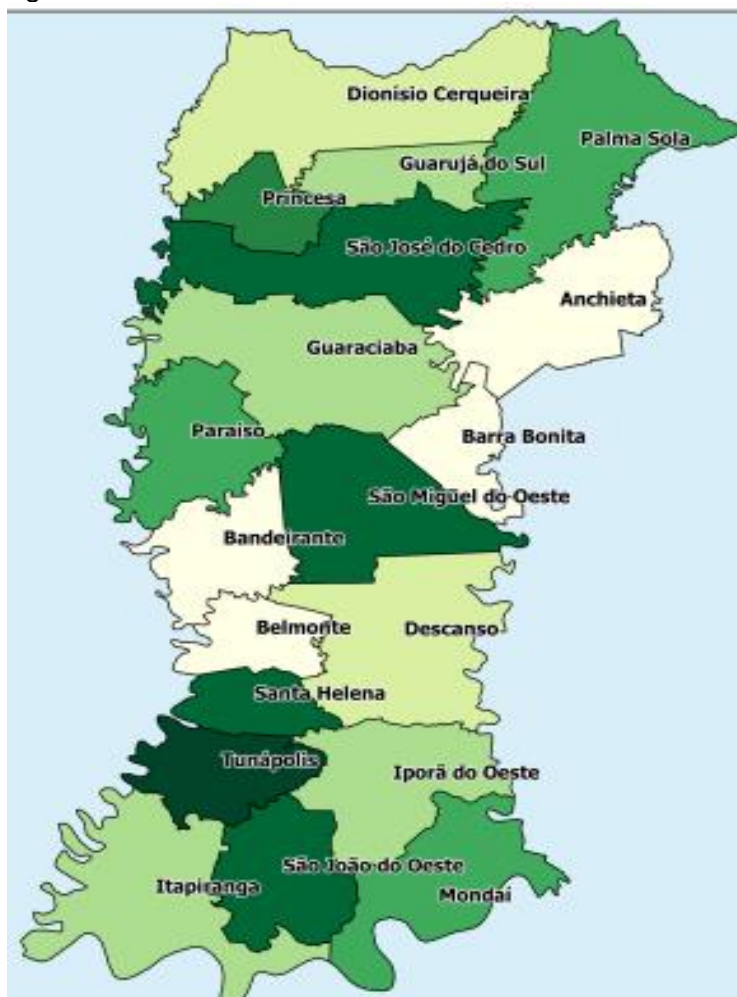 Dionísio Cerqueira
Palma Sola
Guarujá do Sul
Princesa
São José do Cedro
Anchieta
Guaraciaba
Paraíso
Barra Bonita
São Miguel do Oeste
Bandeirante
Belmonte
Descanso
Santa Helena
Tunápolis
Iporã do Oeste
São João do Oeste
Itapiranga
Mondaí